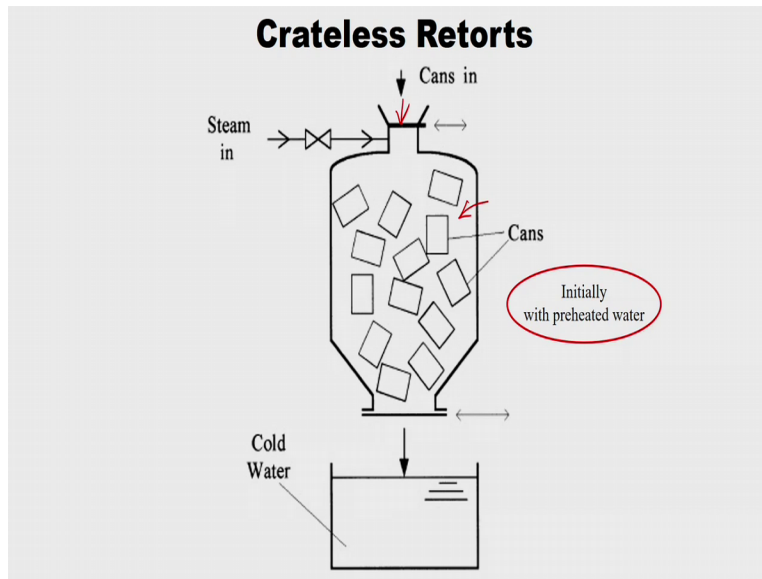 Crateless Retorts
Cans in
Steam
in
Cans
Initially
with preheated water
Cold
Water